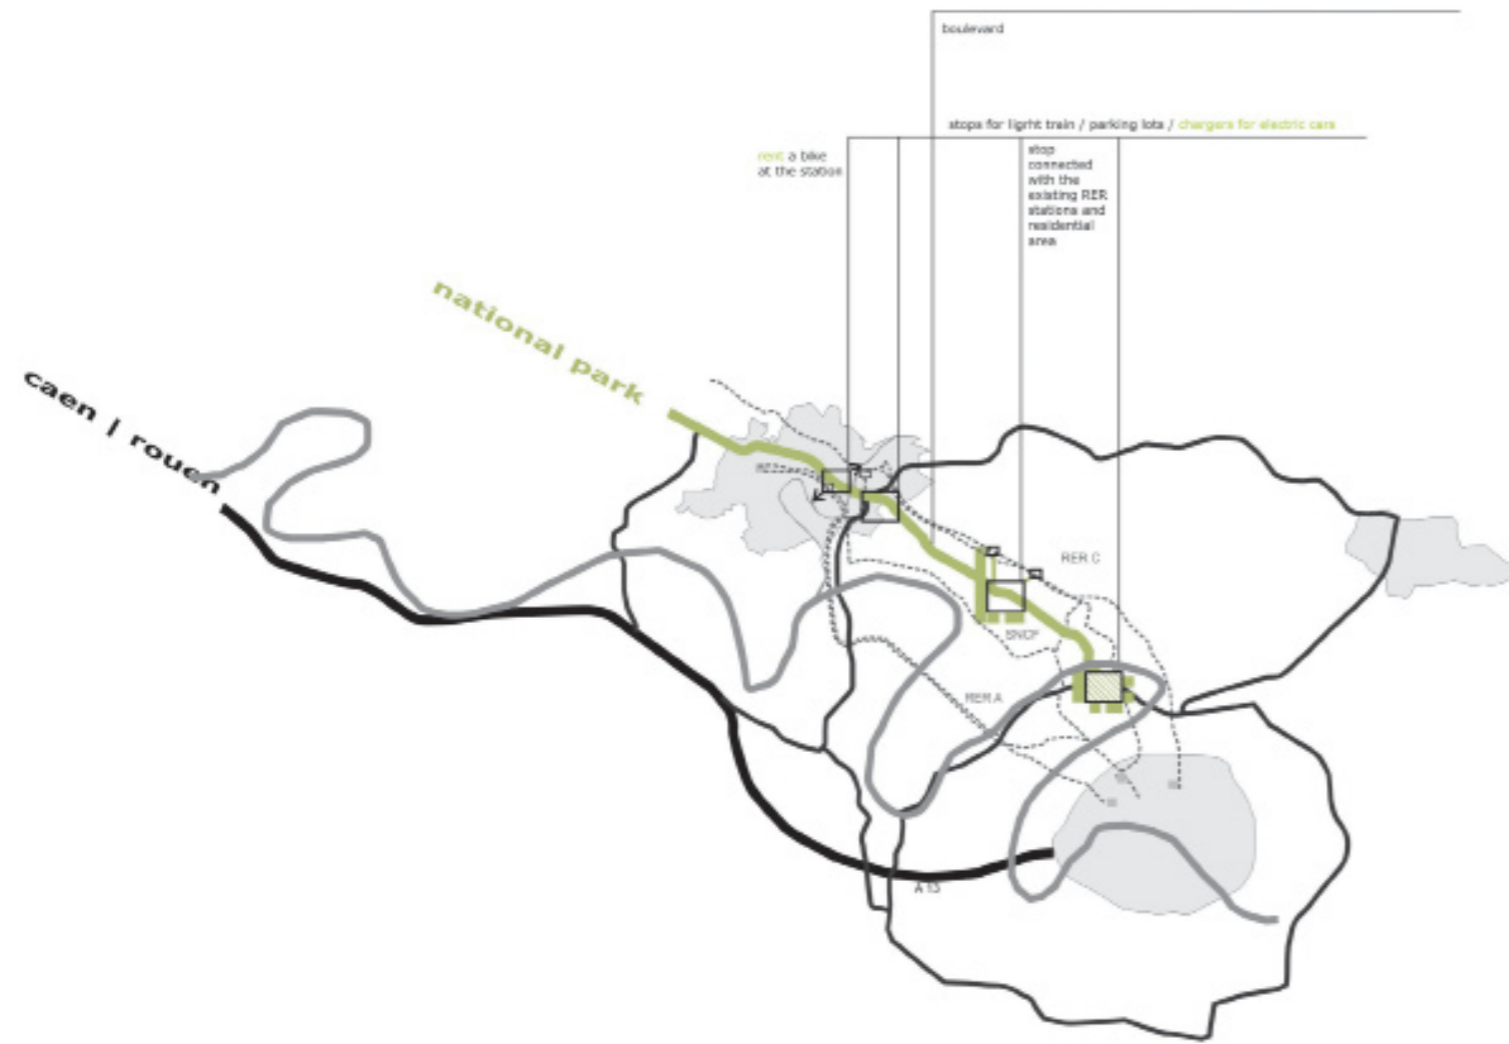 boulevard
stops for ligrht train / parking lots / chargers for electric cars
rent a bike
at the station
stop
connected
with the
existing RER
stations and
residential
area
national park
caen | rouen
RER C
SNCF
RER A
A 13